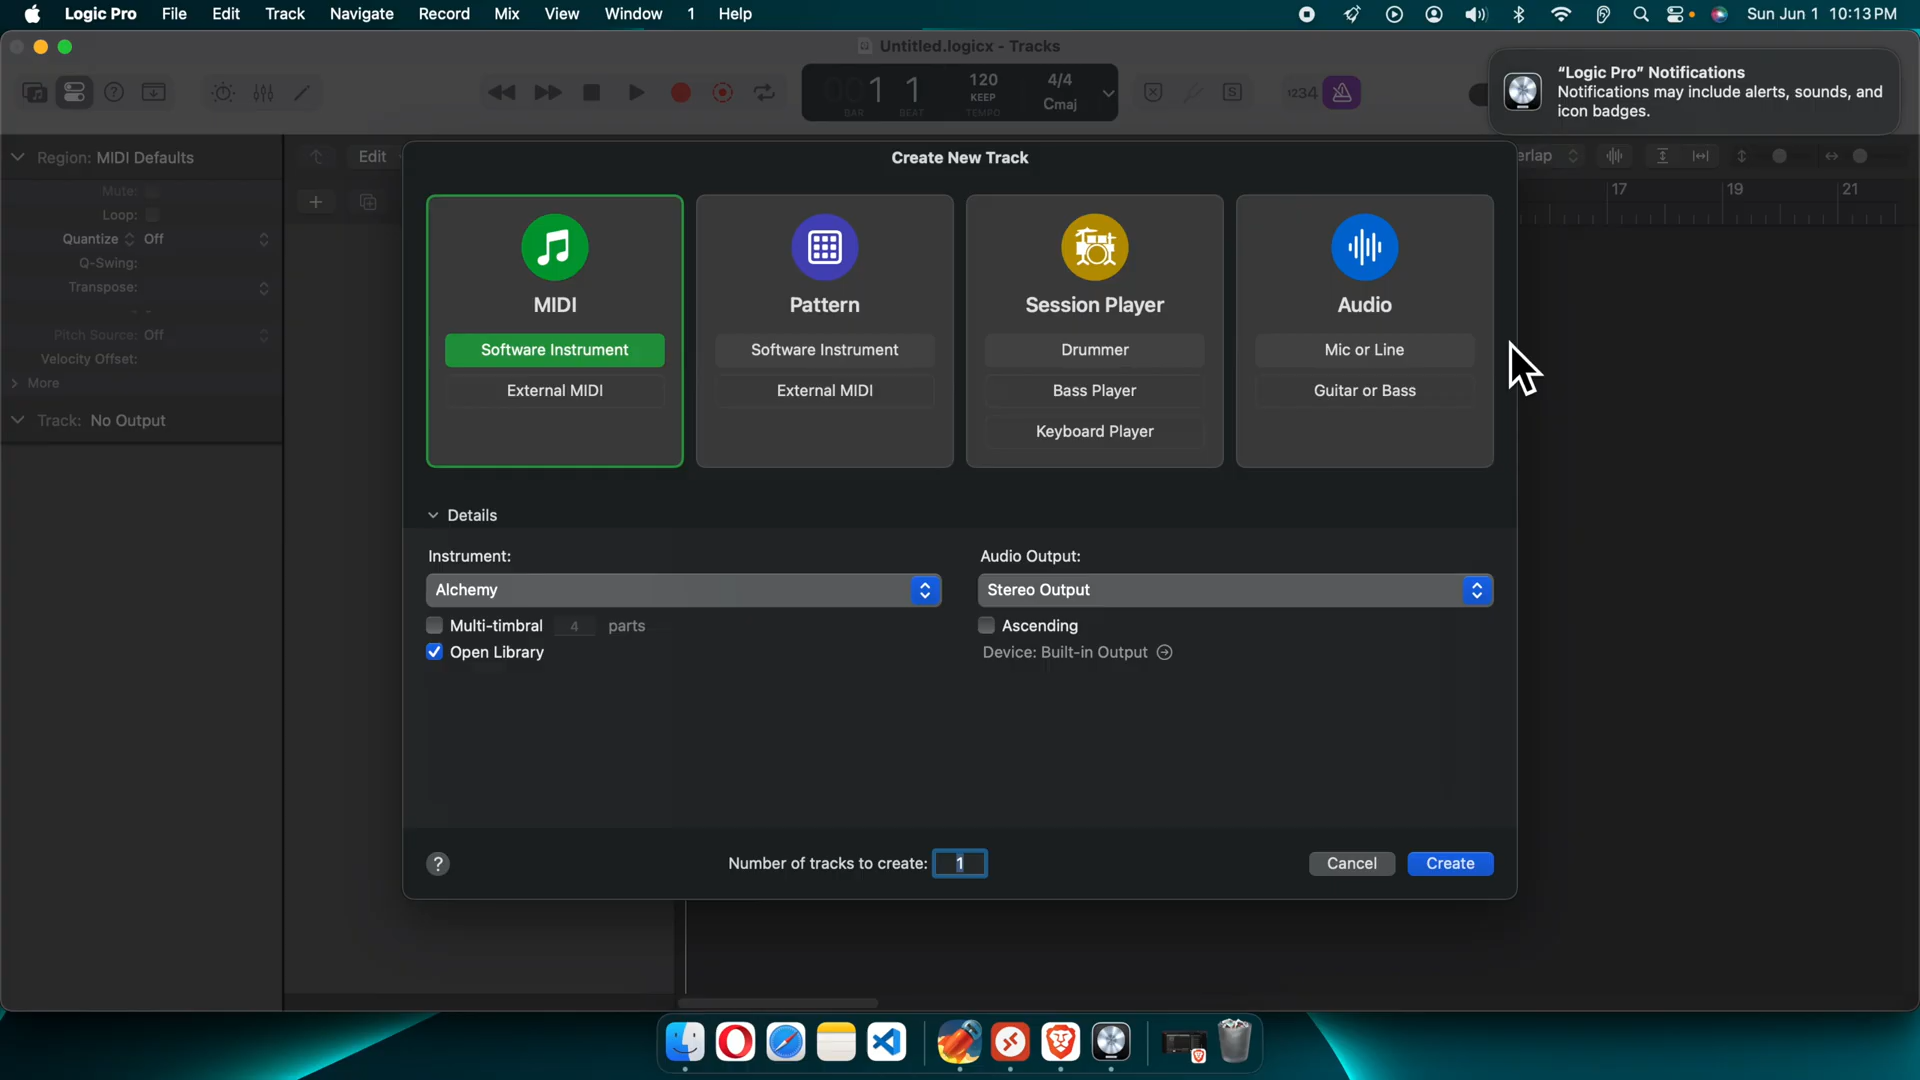 Logic Pro File Edit Track Navigate Record Mix View Window 1 Help Sun Jun 1 10:13 PM
Untitled.logicx - Tracks
"Logic Pro" Notifications
Notifications may include alerts, sounds, and
icon badges.
00 1 1 120 4/4
KEEP
Cmaj
BAR BEAT TEMPO
S
1234
Region: MIDI Defaults
Edit
erlap
17 19 21
Mute:
Loop:
Quantize Off
Q-Swing:
Transpose:
Pitch Source: Off
Velocity Offset:
More
Track: No Output
Create New Track
MIDI
Software Instrument
External MIDI
Pattern
Software Instrument
External MIDI
Session Player
Drummer
Bass Player
Keyboard Player
Audio
Mic or Line
Guitar or Bass
Details
Instrument:
Alchemy
Multi-timbral 4 parts
Open Library
Audio Output:
Stereo Output
Ascending
Device: Built-in Output
?
Number of tracks to create: 1
Cancel
Create